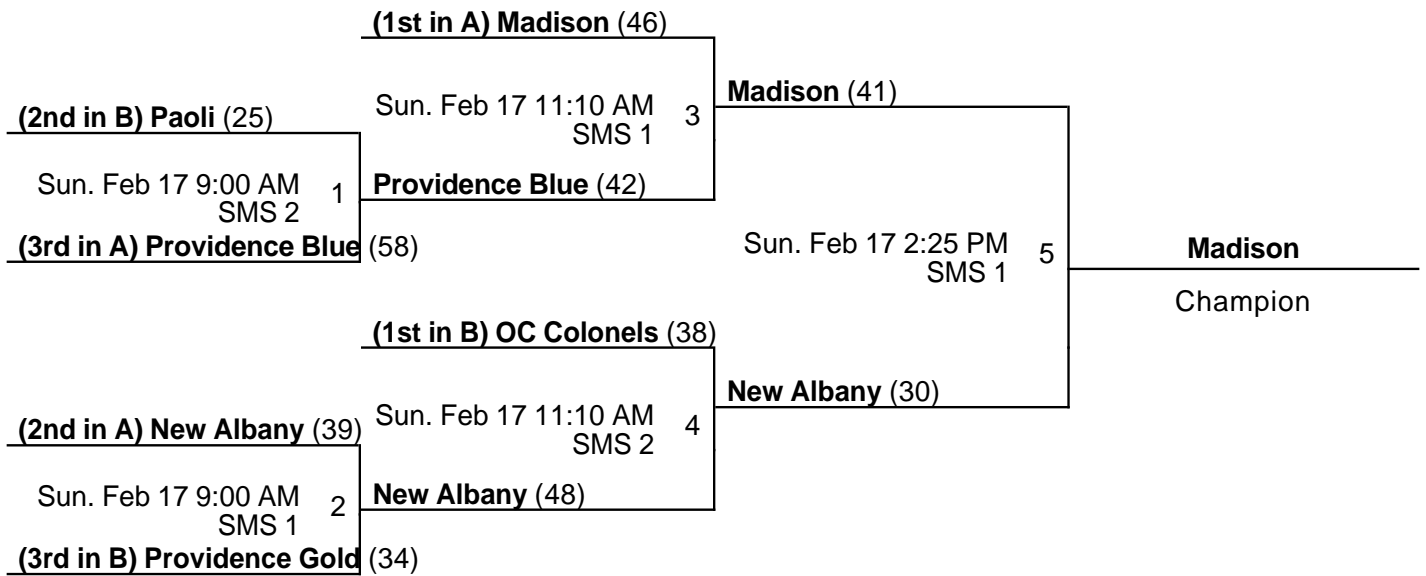 (1st in A) Madison (46)
Madison (41)
Sun. Feb 17 11:10 AM 3
SMS 1
(2nd in B) Paoli (25)
Sun. Feb 17 9:00 AM 1
SMS 2
Providence Blue (42)
(3rd in A) Providence Blue (58)
Sun. Feb 17 2:25 PM 5
SMS 1
Madison
Champion
(1st in B) OC Colonels (38)
New Albany (30)
Sun. Feb 17 11:10 AM 4
SMS 2
(2nd in A) New Albany (39)
Sun. Feb 17 9:00 AM 2
SMS 1
New Albany (48)
(3rd in B) Providence Gold (34)